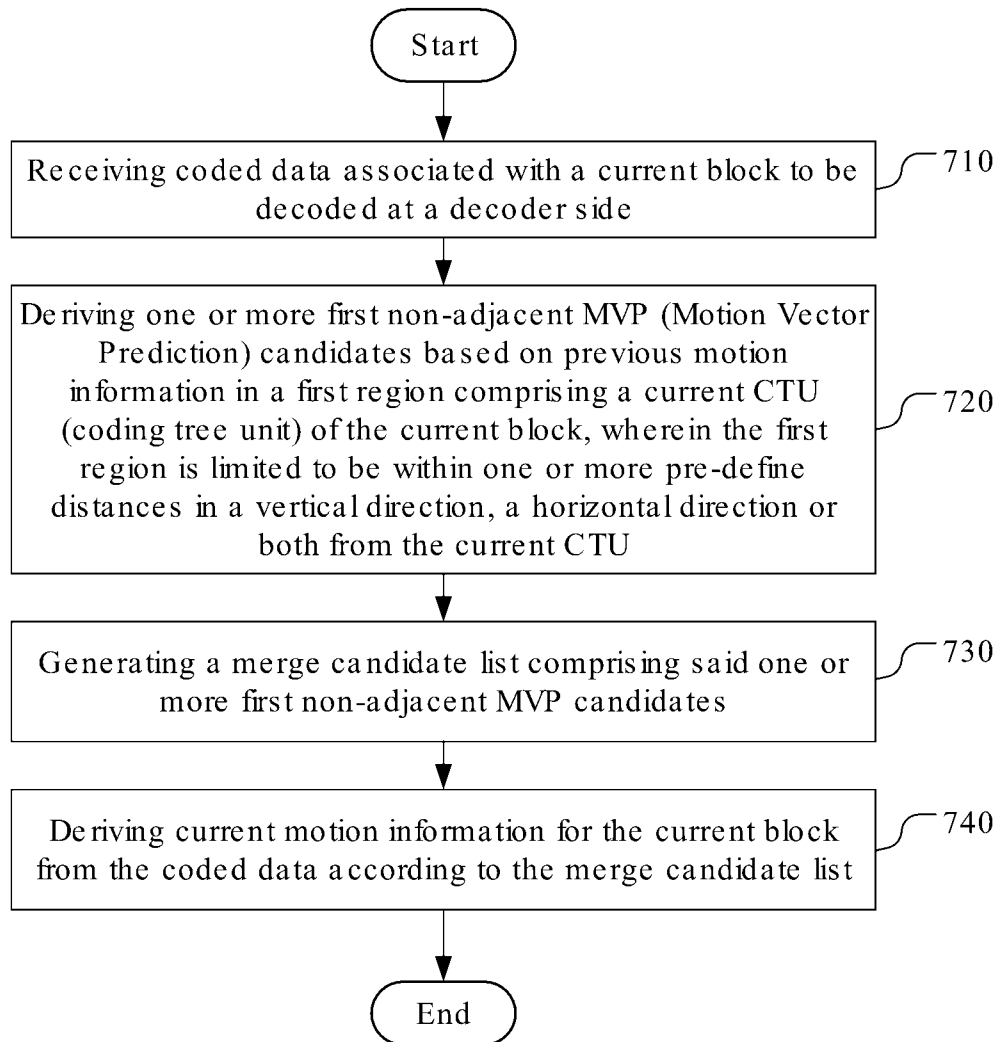 Start
Receiving coded data associated with a current block to be
decoded at a decoder side
710
Deriving one or more first non-adjacent MVP (Motion Vector
Prediction) candidates based on previous motion
information in a first region comprising a current CTU
(coding tree unit) of the current block, wherein the first
region is limited to be within one or more pre-define
distances in a vertical direction, a horizontal direction or
both from the current CTU
720
Generating a merge candidate list comprising said one or
more first non-adjacent MVP candidates
730
Deriving current motion information for the current block
from the coded data according to the merge candidate list
740
End